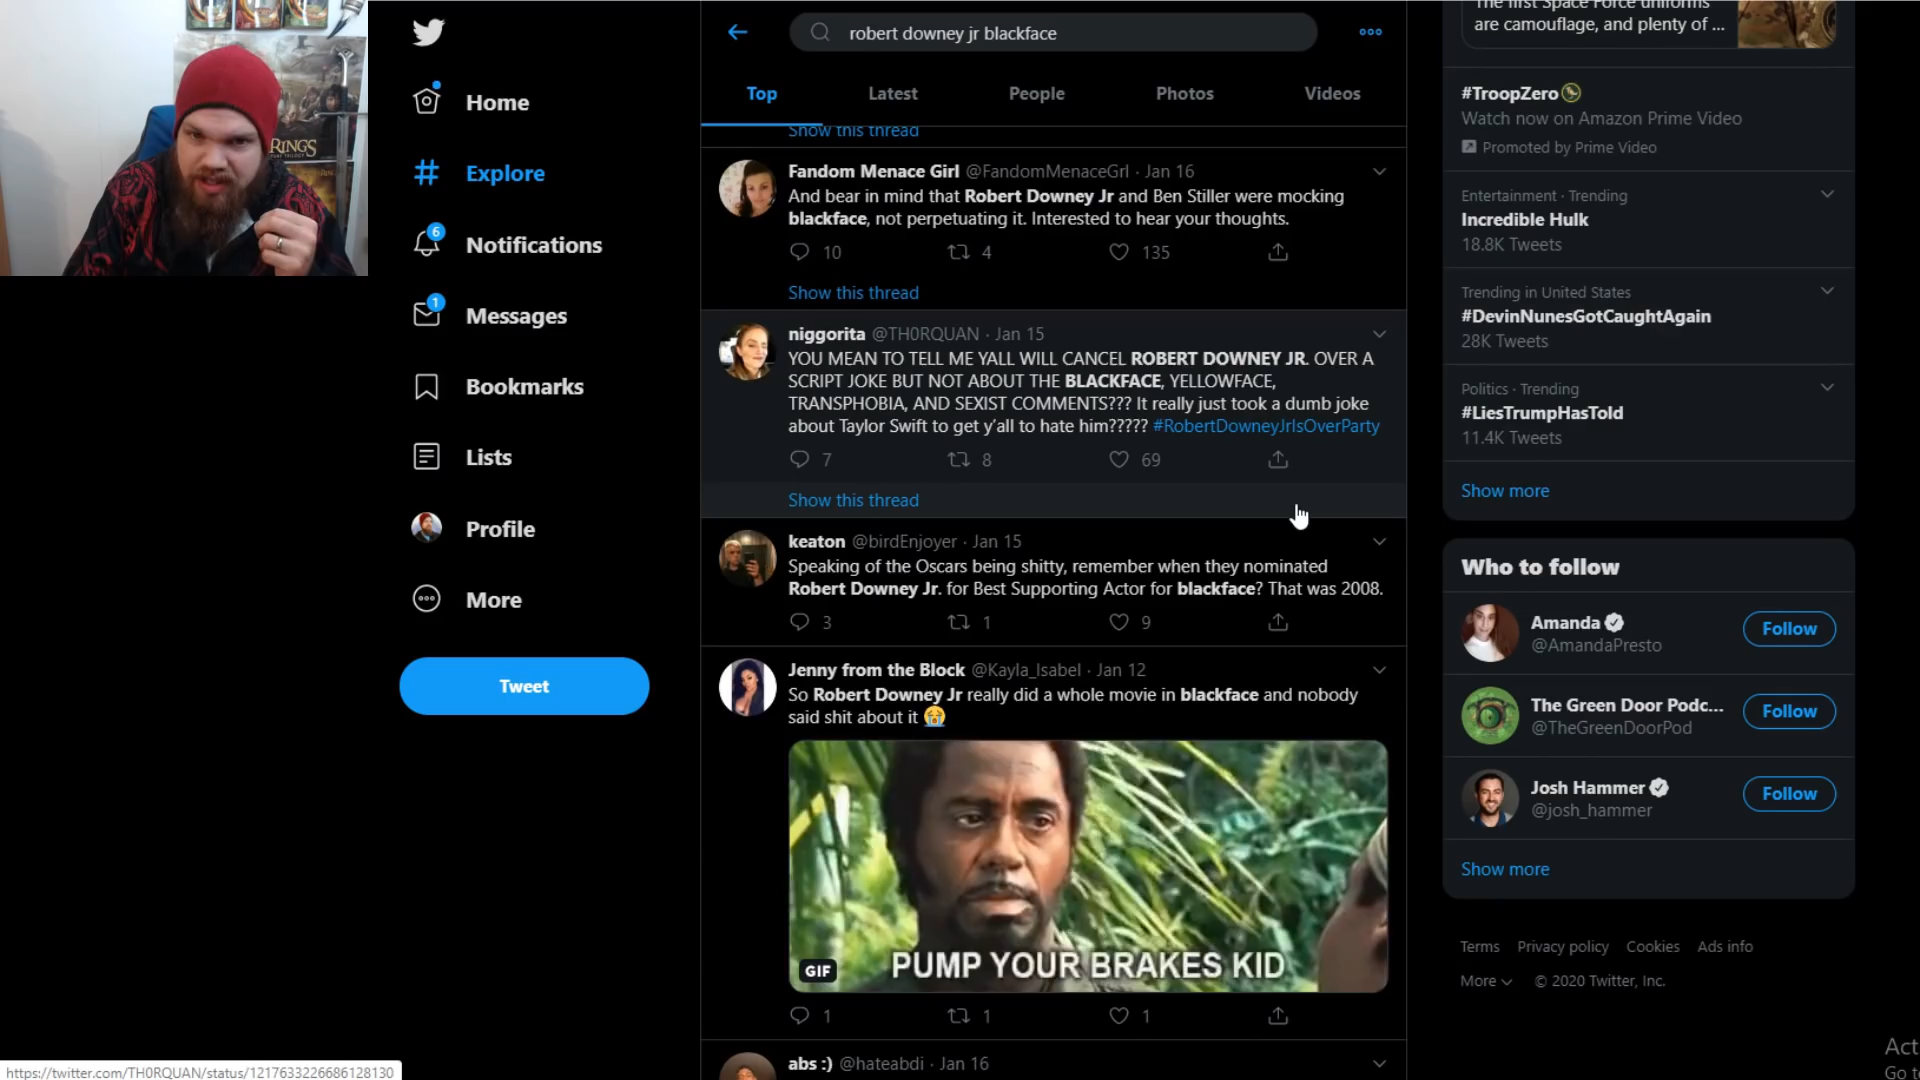 RINGS
Home
Explore
6
Notifications
1
Messages
Bookmarks
Lists
Profile
More
Tweet
robert downey jr blackface
Top
Latest
People
Photos
Videos
Show this thread
Fandom Menace Girl @FandomMenaceGrl · Jan 16
And bear in mind that Robert Downey Jr and Ben Stiller were mocking
blackface, not perpetuating it. Interested to hear your thoughts.
10 4 135
Show this thread
niggorita @TH0RQUAN · Jan 15
YOU MEAN TO TELL ME YALL WILL CANCEL ROBERT DOWNEY JR. OVER A
SCRIPT JOKE BUT NOT ABOUT THE BLACKFACE, YELLOWFACE,
TRANSPHOBIA, AND SEXIST COMMENTS??? It really just took a dumb joke
about Taylor Swift to get y'all to hate him????? #RobertDowneyJrIsOverParty
7 8 69
Show this thread
keaton @birdEnjoyer · Jan 15
Speaking of the Oscars being shitty, remember when they nominated
Robert Downey Jr. for Best Supporting Actor for blackface? That was 2008.
3 1 9
Jenny from the Block @Kayla_Isabel · Jan 12
So Robert Downey Jr really did a whole movie in blackface and nobody
said shit about it 😭
GIF
PUMP YOUR BRAKES KID
1 1 1
abs :) @hateabdi · Jan 16
The first Space Force uniforms
are camouflage, and plenty of ...
#TroopZero
Watch now on Amazon Prime Video
Promoted by Prime Video
Entertainment · Trending
Incredible Hulk
18.8K Tweets
Trending in United States
#DevinNunesGotCaughtAgain
28K Tweets
Politics · Trending
#LiesTrumpHasTold
11.4K Tweets
Show more
Who to follow
Amanda
@AmandaPresto
Follow
The Green Door Podc...
@TheGreenDoorPod
Follow
Josh Hammer
@josh_hammer
Follow
Show more
Terms Privacy policy Cookies Ads info
More © 2020 Twitter, Inc.
Act
Go t
https://twitter.com/TH0RQUAN/status/1217633226686128130